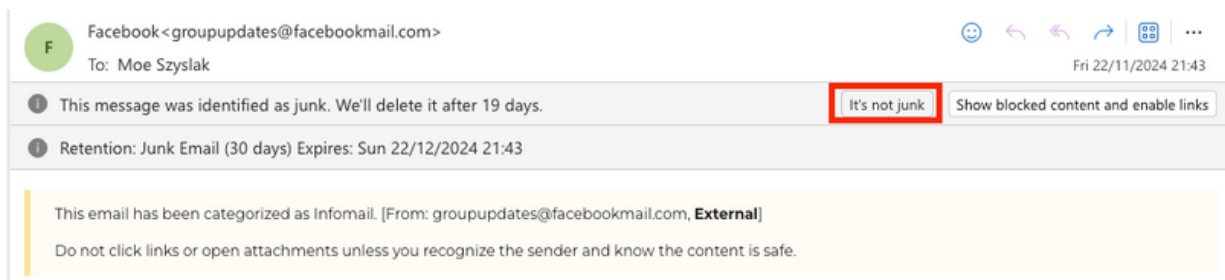 F
Facebook<groupupdates@facebookmail.com>
To: Moe Szyslak
Fri 22/11/2024 21:43
This message was identified as junk. We'll delete it after 19 days.
It's not junk
Show blocked content and enable links
Retention: Junk Email (30 days) Expires: Sun 22/12/2024 21:43
This email has been categorized as Infomail. [From: groupupdates@facebookmail.com, External]
Do not click links or open attachments unless you recognize the sender and know the content is safe.